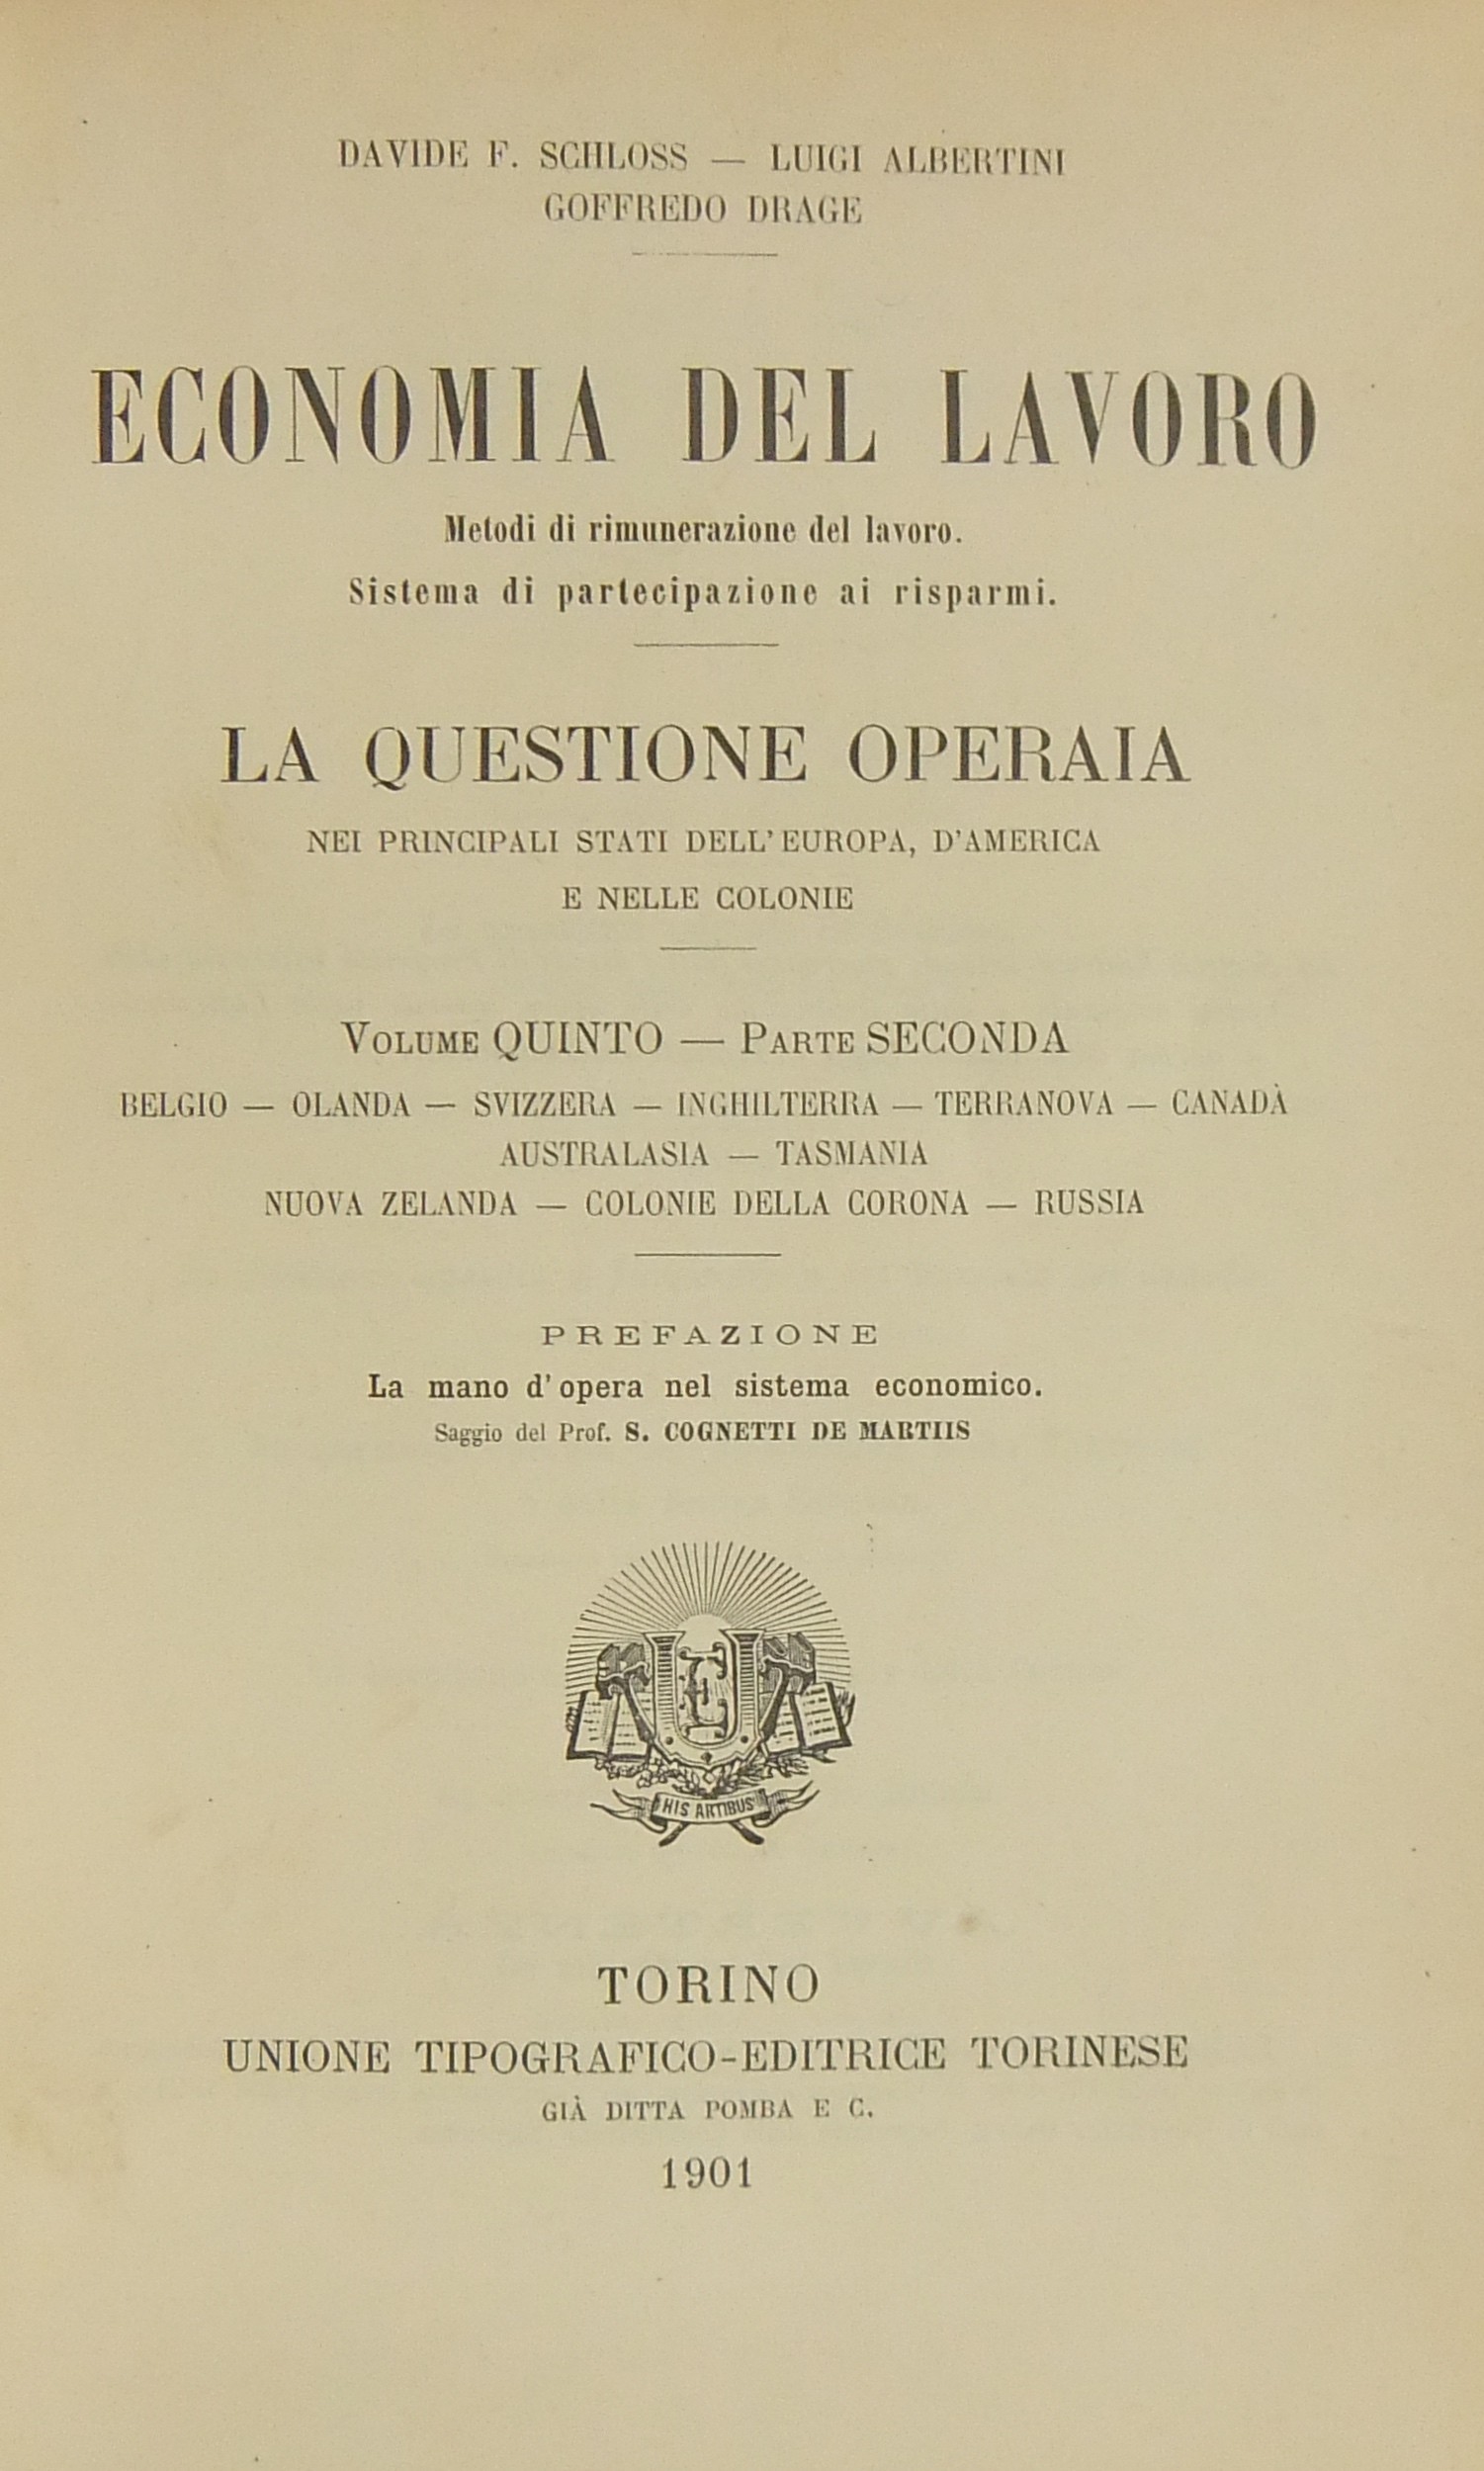 DAVIDE F. SCHLOSS — LUIGI ALBERTINI
GOFFREDO DRAGE
ECONOMIA DEL LAVORO
Metodi di rimunerazione del lavoro.
Sistema di partecipazione ai risparmi.
LA QUESTIONE OPERAIA
NEI PRINCIPALI STATI DELL'EUROPA, D'AMERICA
E NELLE COLONIE
VOLUME QUINTO — PARTE SECONDA
BELGIO — OLANDA — SVIZZERA — INGHILTERRA — TERRANOVA — CANADÀ
AUSTRALASIA — TASMANIA
NUOVA ZELANDA — COLONIE DELLA CORONA — RUSSIA
PREFAZIONE
La mano d'opera nel sistema economico.
Saggio del Prof. S. COGNETTI DE MARTIIS
UTE
HIS ARTIBUS
TORINO
UNIONE TIPOGRAFICO-EDITRICE TORINESE
GIÀ DITTA POMBA E C.
1901